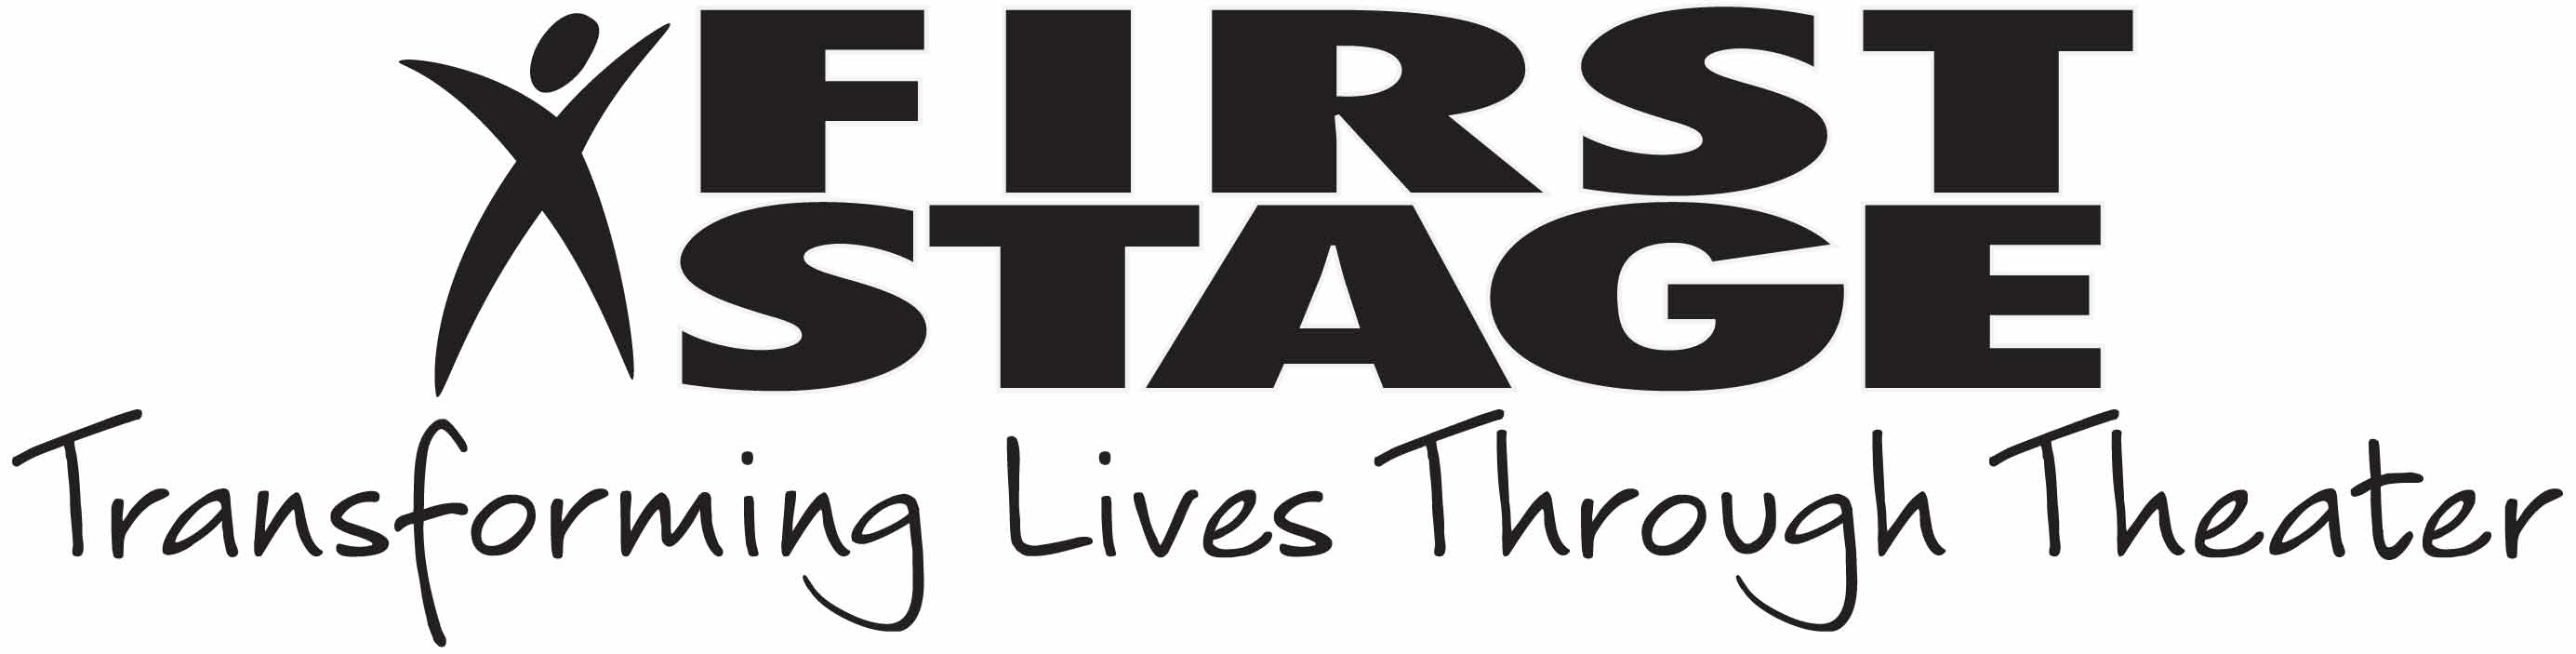 FIRST
STAGE
Transforming Lives Through Theater